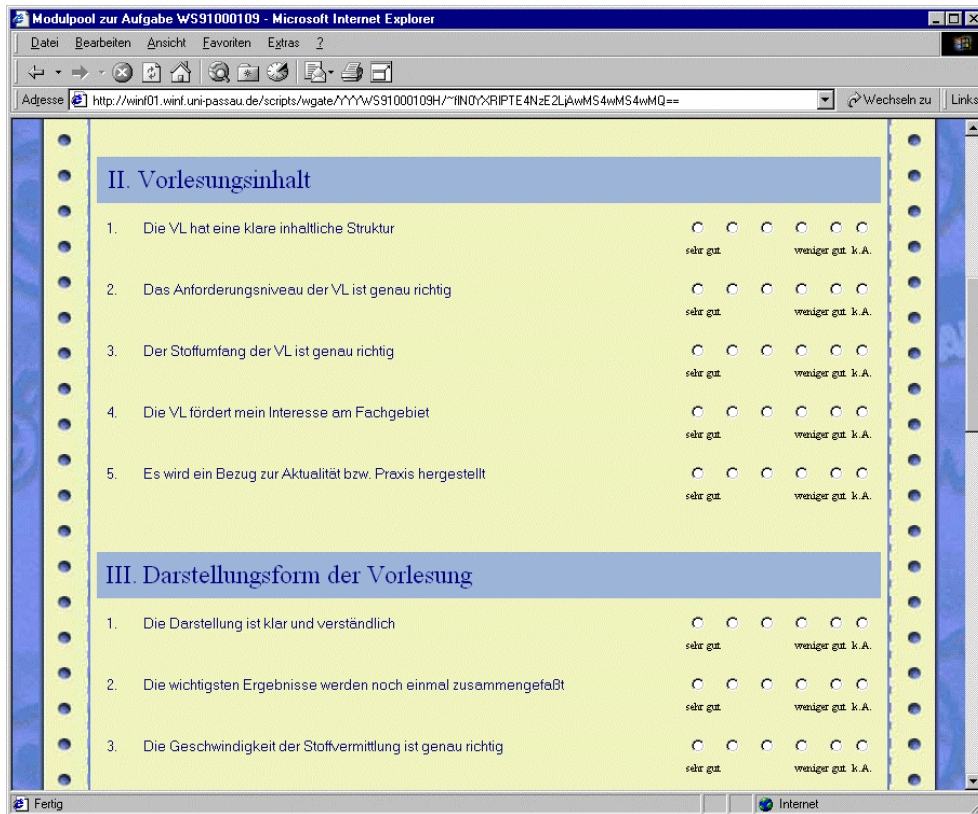 Modulpool zur Aufgabe WS91000109 - Microsoft Internet Explorer
Datei Bearbeiten Ansicht Favoriten Extras ?
Adresse http://winf01.winf.uni-passau.de/scripts/wgate/YYYWS91000109H/~flN0YXRlPTE4NzE2LjAwMS4wMS4wMS4wMQ== Wechseln zu Links
II. Vorlesungsinhalt
1. Die VL hat eine klare inhaltliche Struktur
sehr gut weniger gut k.A.
2. Das Anforderungsniveau der VL ist genau richtig
sehr gut weniger gut k.A.
3. Der Stoffumfang der VL ist genau richtig
sehr gut weniger gut k.A.
4. Die VL fördert mein Interesse am Fachgebiet
sehr gut weniger gut k.A.
5. Es wird ein Bezug zur Aktualität bzw. Praxis hergestellt
sehr gut weniger gut k.A.
III. Darstellungsform der Vorlesung
1. Die Darstellung ist klar und verständlich
sehr gut weniger gut k.A.
2. Die wichtigsten Ergebnisse werden noch einmal zusammengefaßt
sehr gut weniger gut k.A.
3. Die Geschwindigkeit der Stoffvermittlung ist genau richtig
sehr gut weniger gut k.A.
Fertig Internet